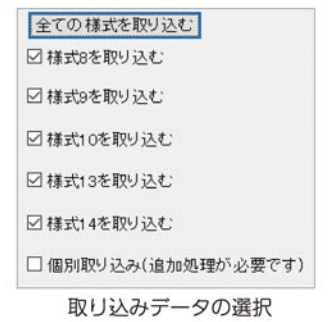 全ての様式を取り込む
様式8を取り込む
様式9を取り込む
様式10を取り込む
様式13を取り込む
様式14を取り込む
個別取り込み(追加処理が必要です)
取り込みデータの選択